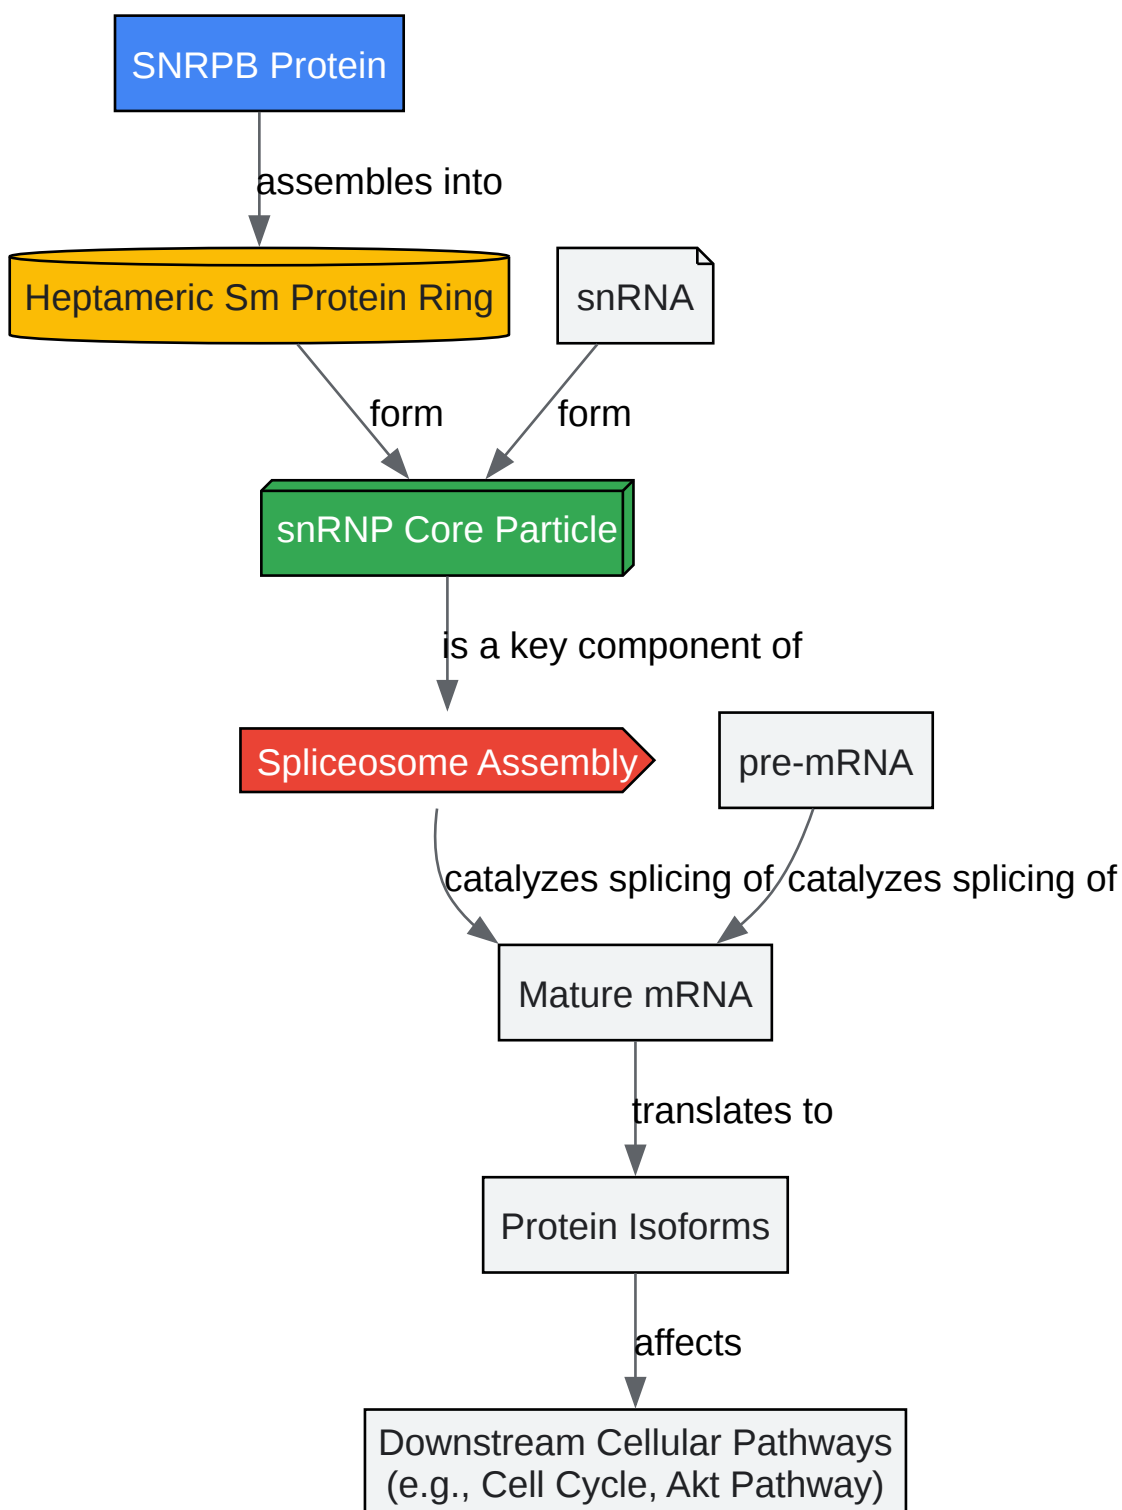 SNRPB Protein
assembles into
Heptameric Sm Protein Ring
snRNA
form
form
snRNP Core Particle
is a key component of
Spliceosome Assembly
pre-mRNA
catalyzes splicing of
catalyzes splicing of
Mature mRNA
translates to
Protein Isoforms
affects
Downstream Cellular Pathways
(e.g., Cell Cycle, Akt Pathway)